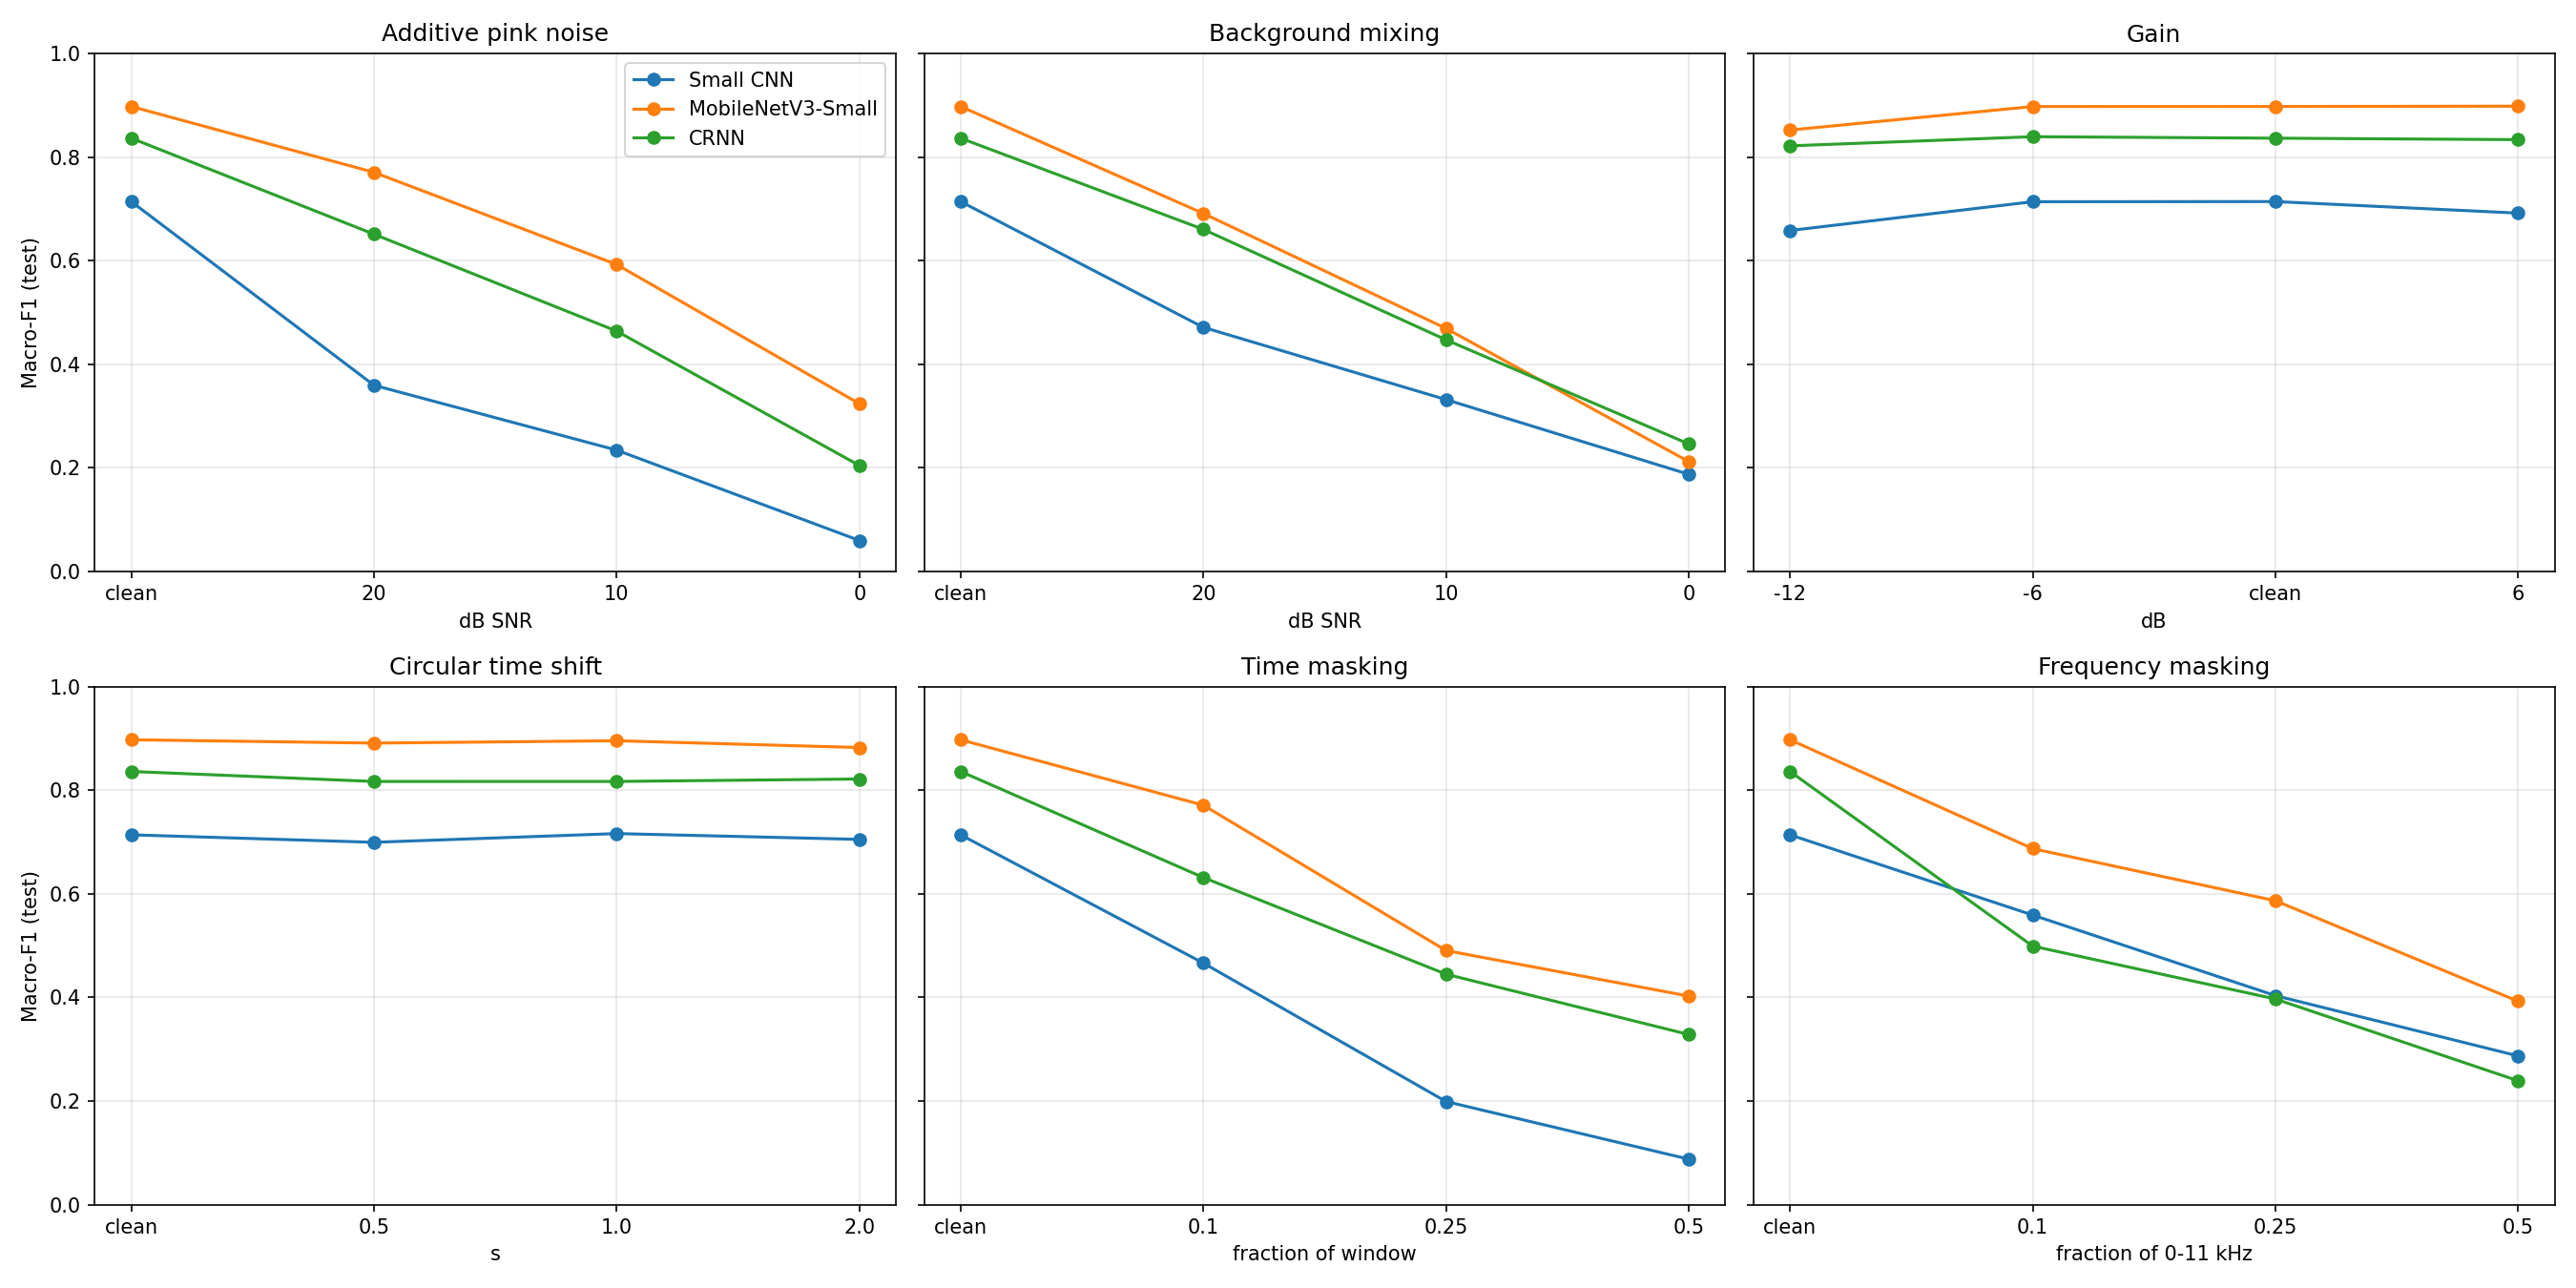 Additive pink noise
1.0
0.8
0.6
0.4
0.2
0.0
Macro-F1 (test)
Small CNN
MobileNetV3-Small
CRNN
clean 20 10 0
dB SNR
Background mixing
clean 20 10 0
dB SNR
Gain
-12 -6 clean 6
dB
Circular time shift
1.0
0.8
0.6
0.4
0.2
0.0
Macro-F1 (test)
clean 0.5 1.0 2.0
s
Time masking
clean 0.1 0.25 0.5
fraction of window
Frequency masking
clean 0.1 0.25 0.5
fraction of 0-11 kHz